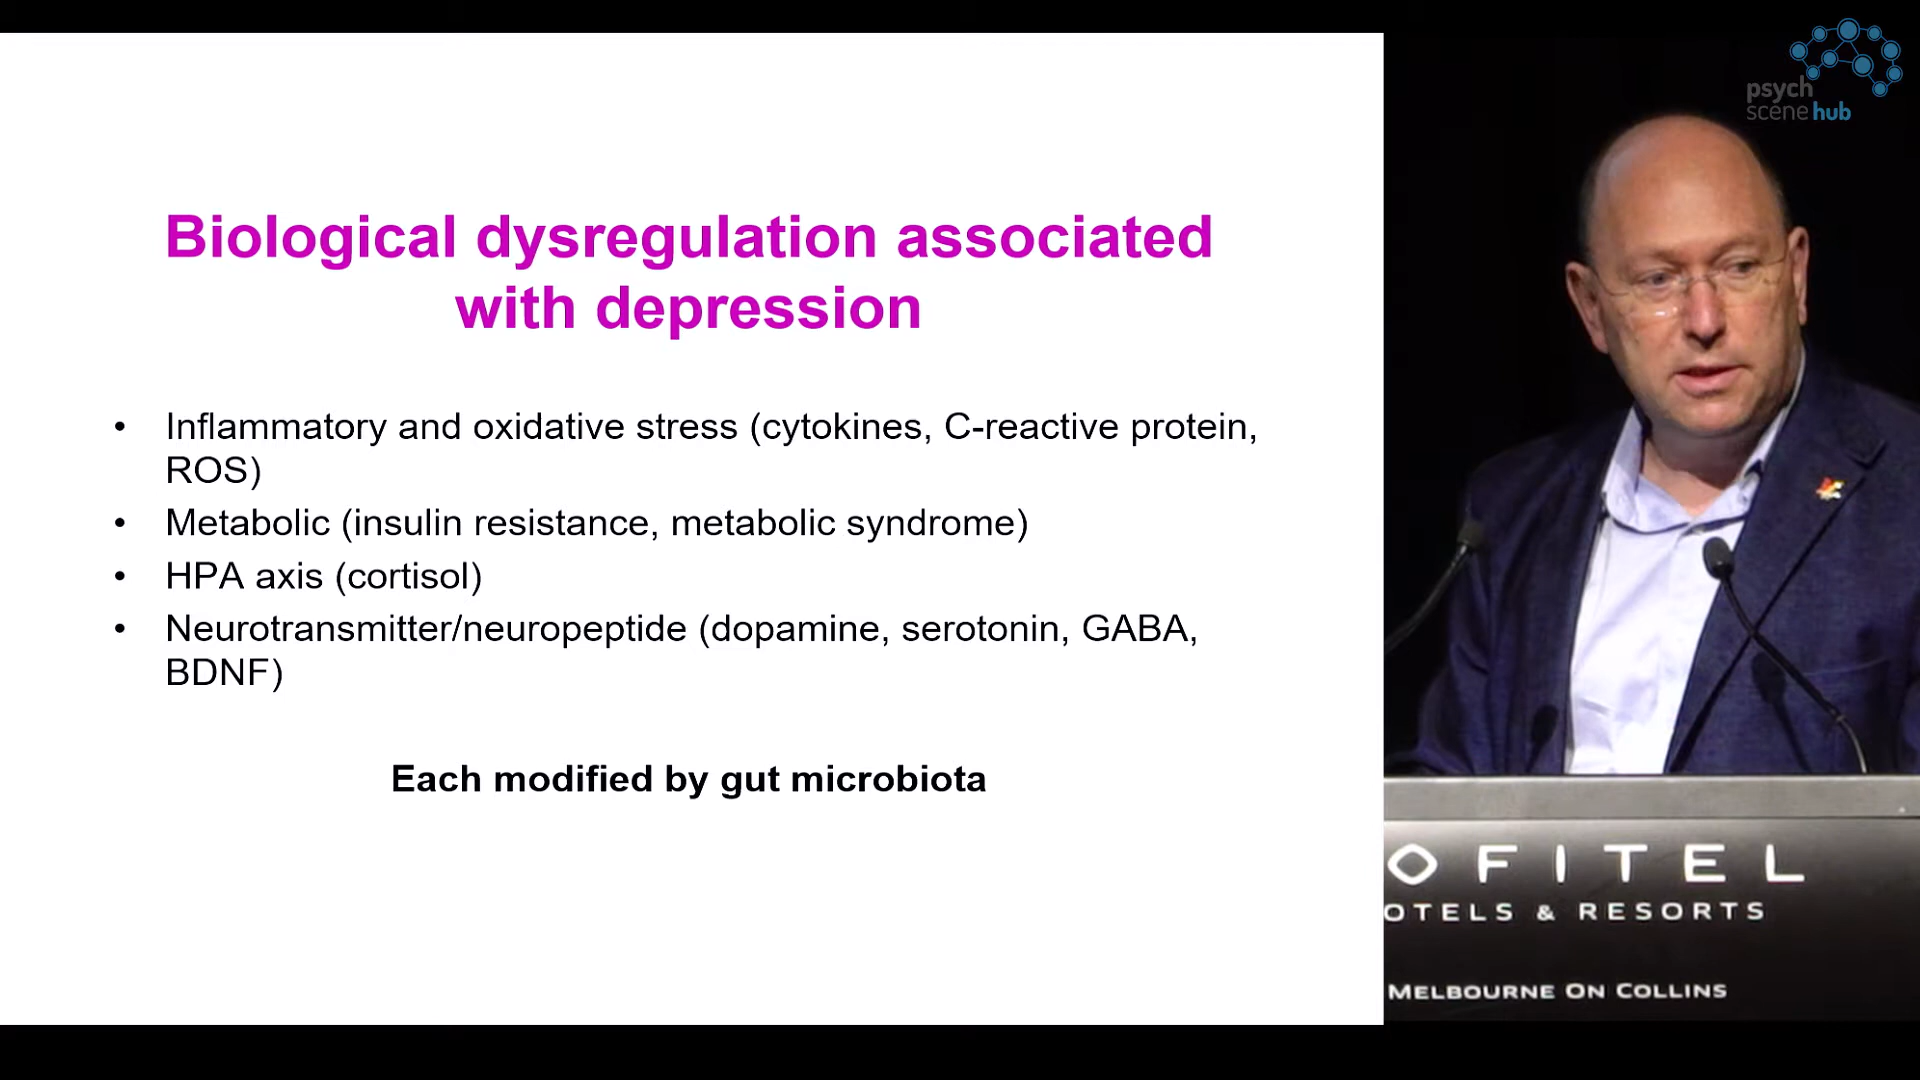 psych
scene hub
Biological dysregulation associated
with depression
• Inflammatory and oxidative stress (cytokines, C-reactive protein,
ROS)
• Metabolic (insulin resistance, metabolic syndrome)
• HPA axis (cortisol)
• Neurotransmitter/neuropeptide (dopamine, serotonin, GABA,
BDNF)
Each modified by gut microbiota
OFITEL
OTELS & RESORTS
MELBOURNE ON COLLINS